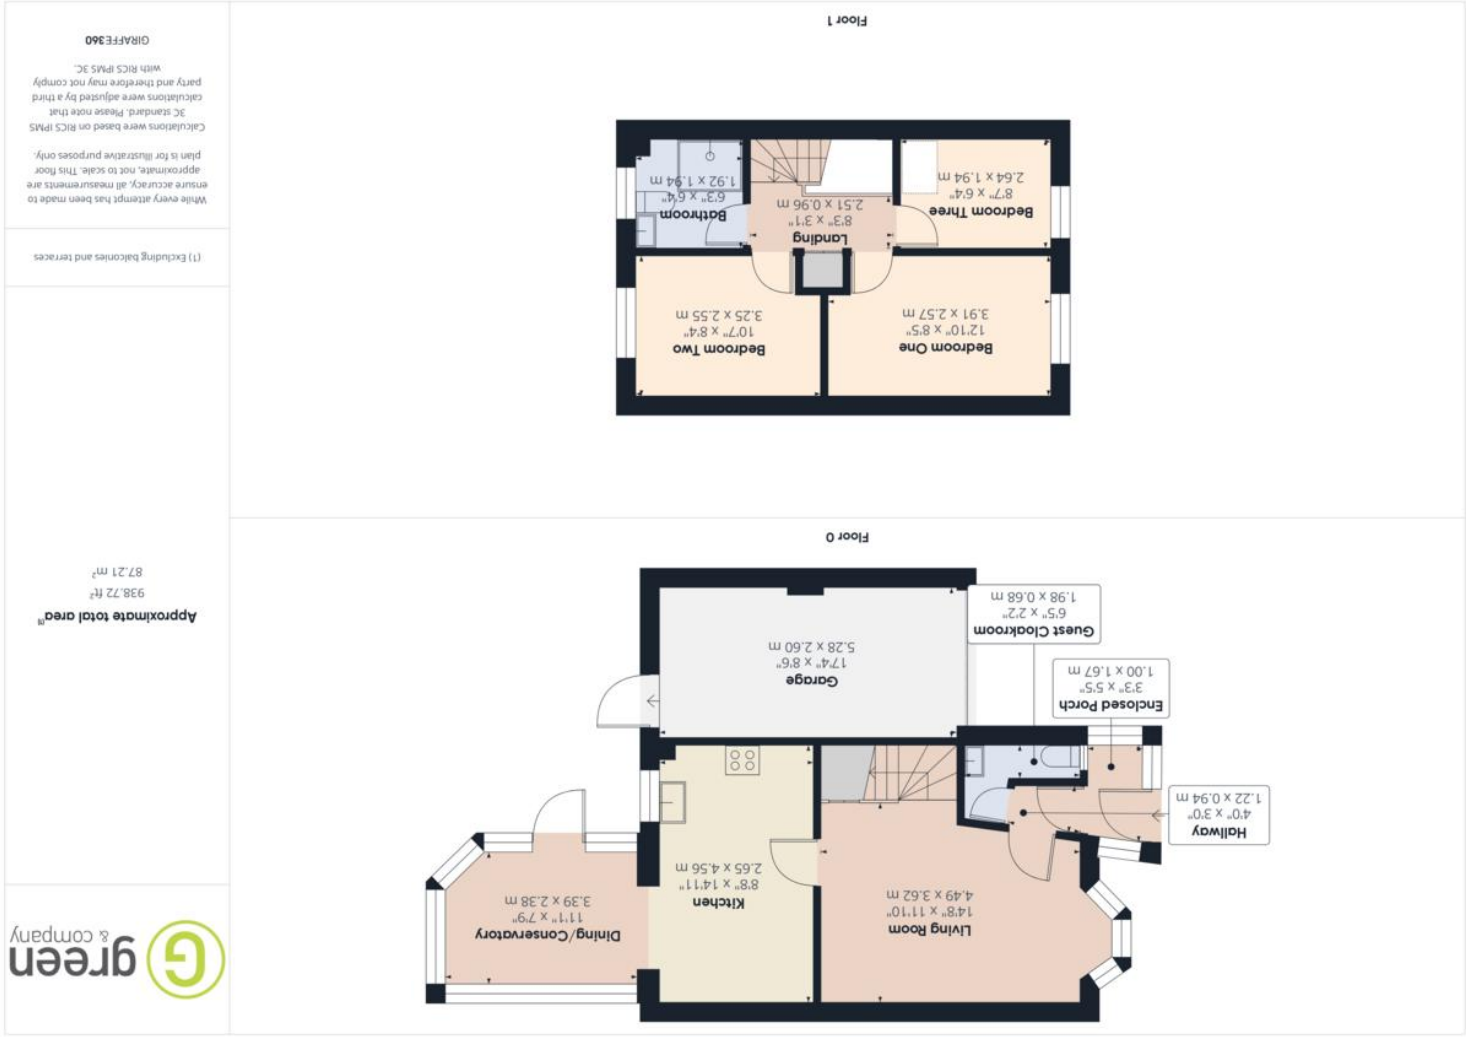 green
& company
Dining/Conservatory
11'1" x 7'9"
3.39 x 2.38 m
Kitchen
8'8" x 14'11"
2.65 x 4.56 m
Living Room
14'8" x 11'10"
4.49 x 3.62 m
Hallway
4'0" x 3'0"
1.22 x 0.94 m
Enclosed Porch
3'3" x 5'5"
1.00 x 1.67 m
Guest Cloakroom
6'5" x 2'2"
1.98 x 0.68 m
Garage
17'4" x 8'6"
5.28 x 2.60 m
Floor 0
Bedroom One
12'10" x 8'5"
3.91 x 2.57 m
Bedroom Two
10'7" x 8'4"
3.25 x 2.55 m
Landing
8'3" x 3'1"
2.51 x 0.96 m
Bedroom Three
8'7" x 6'4"
2.64 x 1.94 m
Bathroom
6'3" x 6'4"
1.92 x 1.94 m
Floor 1
Approximate total area(1)
938.72 ft²
87.21 m²
(1) Excluding balconies and terraces
While every attempt has been made to
ensure accuracy, all measurements are
approximate, not to scale. This floor
plan is for illustrative purposes only.
Calculations were based on RICS IPMS
3C standard. Please note that
calculations were adjusted by a third
party and therefore may not comply
with RICS IPMS 3C.
GIRAFFE360